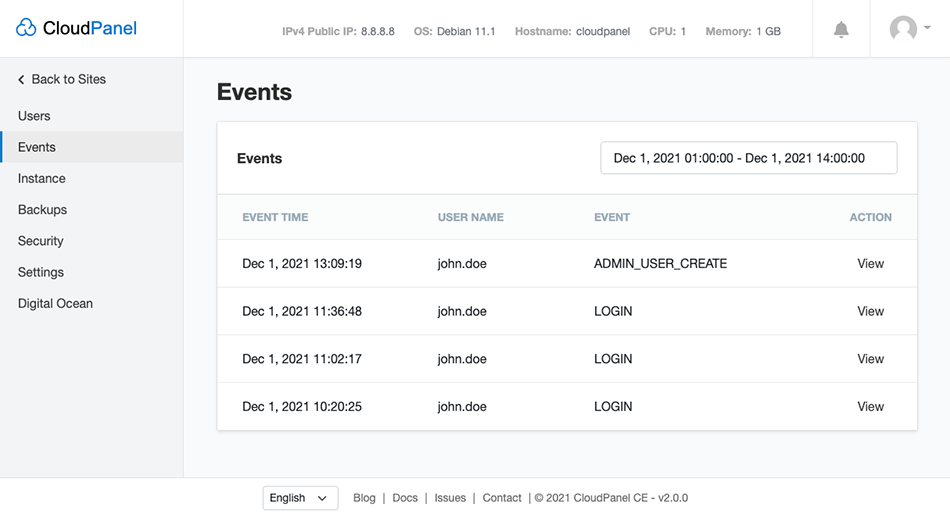 CloudPanel
IPv4 Public IP: 8.8.8.8 OS: Debian 11.1 Hostname: cloudpanel CPU: 1 Memory: 1 GB
Back to Sites
Users
Events
Instance
Backups
Security
Settings
Digital Ocean
Events
Events
Dec 1, 2021 01:00:00 - Dec 1, 2021 14:00:00
EVENT TIME USER NAME EVENT ACTION
Dec 1, 2021 13:09:19 john.doe ADMIN_USER_CREATE View
Dec 1, 2021 11:36:48 john.doe LOGIN View
Dec 1, 2021 11:02:17 john.doe LOGIN View
Dec 1, 2021 10:20:25 john.doe LOGIN View
English Blog | Docs | Issues | Contact | © 2021 CloudPanel CE - v2.0.0